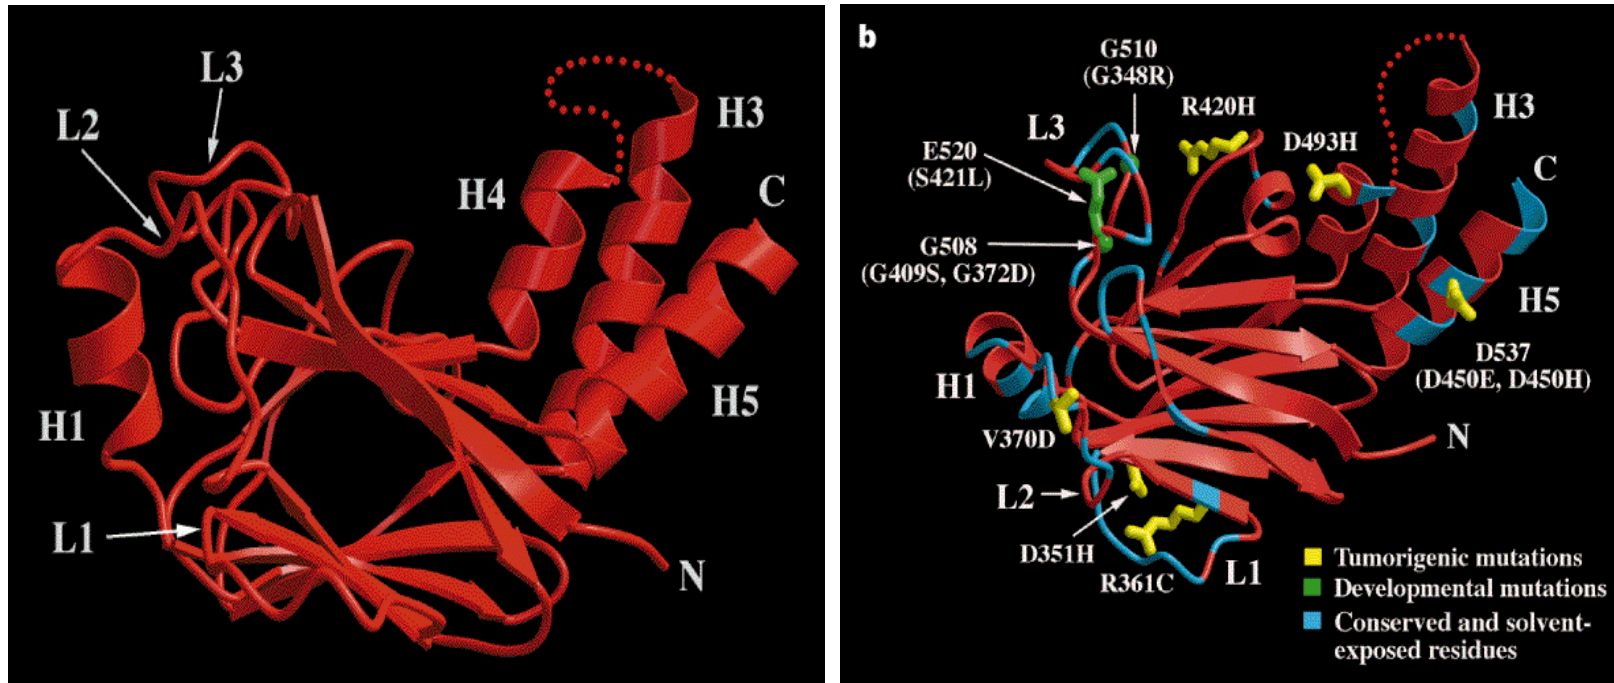 L3
L2
H3
H4
C
H1
H5
L1
N
b
G510
(G348R)
R420H
H3
L3
D493H
E520
(S421L)
C
G508
(G409S, G372D)
H5
H1
D537
(D450E, D450H)
V370D
N
L2
D351H
R361C
L1
Tumorigenic mutations
Developmental mutations
Conserved and solvent-
exposed residues